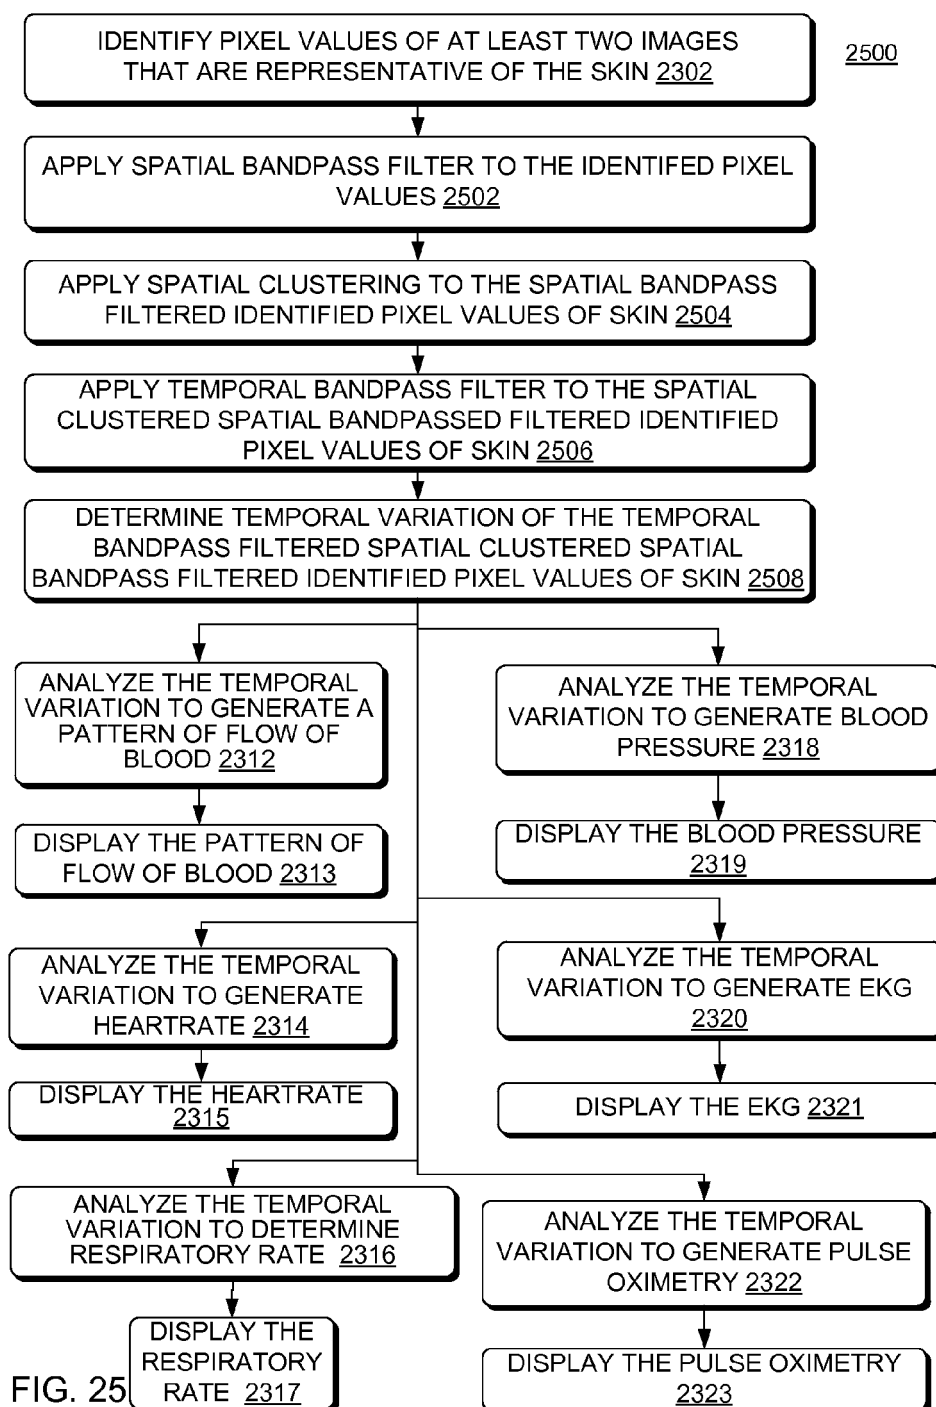 IDENTIFY PIXEL VALUES OF AT LEAST TWO IMAGES
THAT ARE REPRESENTATIVE OF THE SKIN 2302
2500
APPLY SPATIAL BANDPASS FILTER TO THE IDENTIFED PIXEL
VALUES 2502
APPLY SPATIAL CLUSTERING TO THE SPATIAL BANDPASS
FILTERED IDENTIFIED PIXEL VALUES OF SKIN 2504
APPLY TEMPORAL BANDPASS FILTER TO THE SPATIAL
CLUSTERED SPATIAL BANDPASSED FILTERED IDENTIFIED
PIXEL VALUES OF SKIN 2506
DETERMINE TEMPORAL VARIATION OF THE TEMPORAL
BANDPASS FILTERED SPATIAL CLUSTERED SPATIAL
BANDPASS FILTERED IDENTIFIED PIXEL VALUES OF SKIN 2508
ANALYZE THE TEMPORAL
VARIATION TO GENERATE A
PATTERN OF FLOW OF
BLOOD 2312
ANALYZE THE TEMPORAL
VARIATION TO GENERATE BLOOD
PRESSURE 2318
DISPLAY THE PATTERN OF
FLOW OF BLOOD 2313
DISPLAY THE BLOOD PRESSURE
2319
ANALYZE THE TEMPORAL
VARIATION TO GENERATE
HEARTRATE 2314
ANALYZE THE TEMPORAL
VARIATION TO GENERATE EKG
2320
DISPLAY THE HEARTRATE
2315
DISPLAY THE EKG 2321
ANALYZE THE TEMPORAL
VARIATION TO DETERMINE
RESPIRATORY RATE 2316
ANALYZE THE TEMPORAL
VARIATION TO GENERATE PULSE
OXIMETRY 2322
DISPLAY THE
RESPIRATORY
RATE 2317
DISPLAY THE PULSE OXIMETRY
2323
FIG. 25